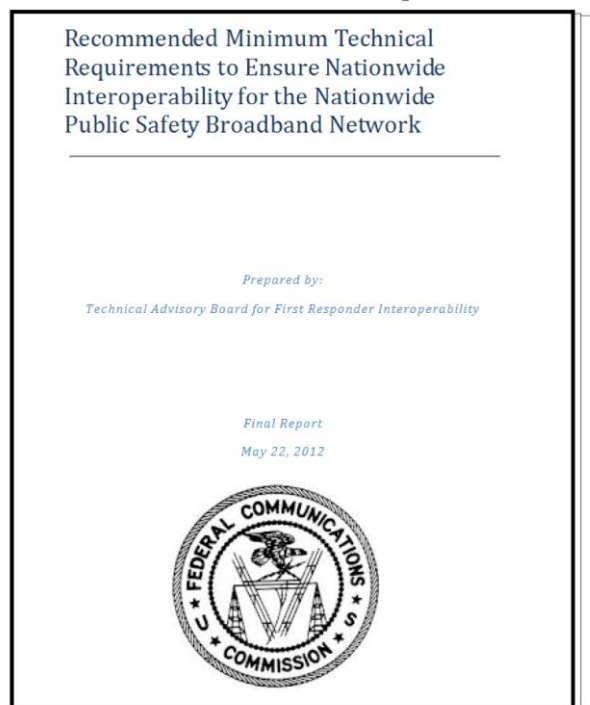 Recommended Minimum Technical
Requirements to Ensure Nationwide
Interoperability for the Nationwide
Public Safety Broadband Network
Prepared by:
Technical Advisory Board for First Responder Interoperability
Final Report
May 22, 2012
FEDERAL COMMUNICATIONS
U ★ COMMISSION ★ S